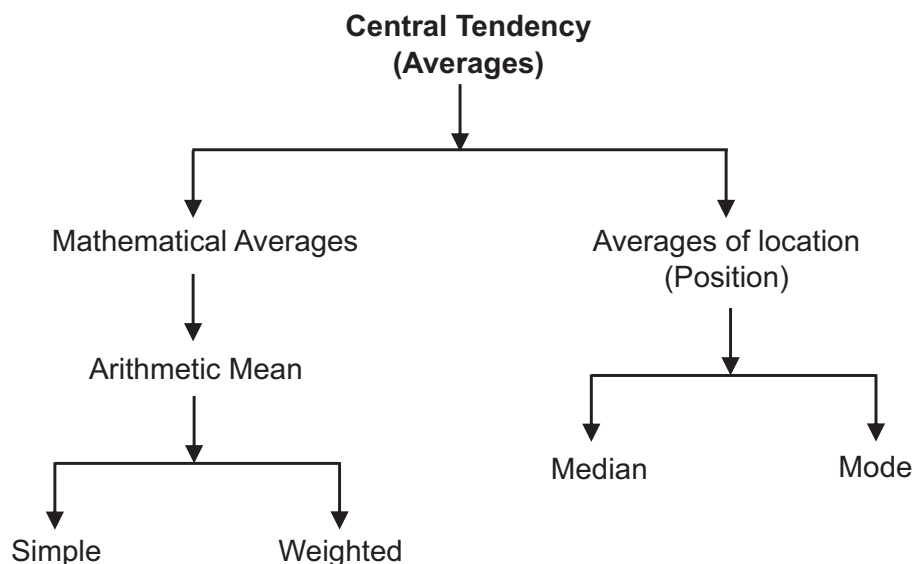 Central Tendency
(Averages)
Mathematical Averages
Averages of location
(Position)
Arithmetic Mean
Median
Mode
Simple
Weighted